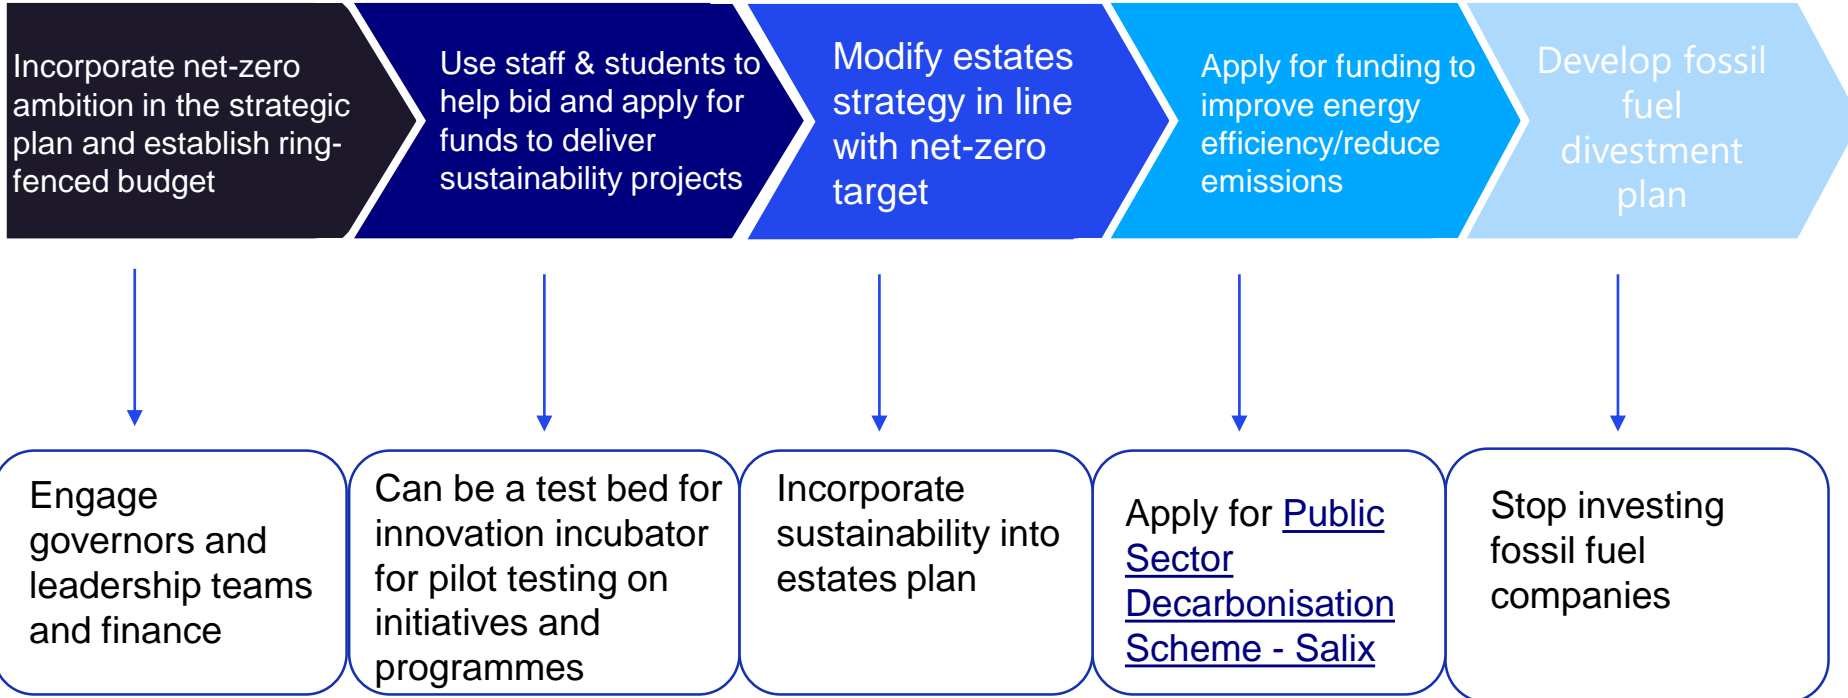 Incorporate net-zero
ambition in the strategic
plan and establish ring-
fenced budget
Use staff & students to
help bid and apply for
funds to deliver
sustainability projects
Modify estates
strategy in line
with net-zero
target
Apply for funding to
improve energy
efficiency/reduce
emissions
Develop fossil
fuel
divestment
plan
Engage
governors and
leadership teams
and finance
Can be a test bed for
innovation incubator
for pilot testing on
initiatives and
programmes
Incorporate
sustainability into
estates plan
Apply for Public
Sector
Decarbonisation
Scheme - Salix
Stop investing
fossil fuel
companies